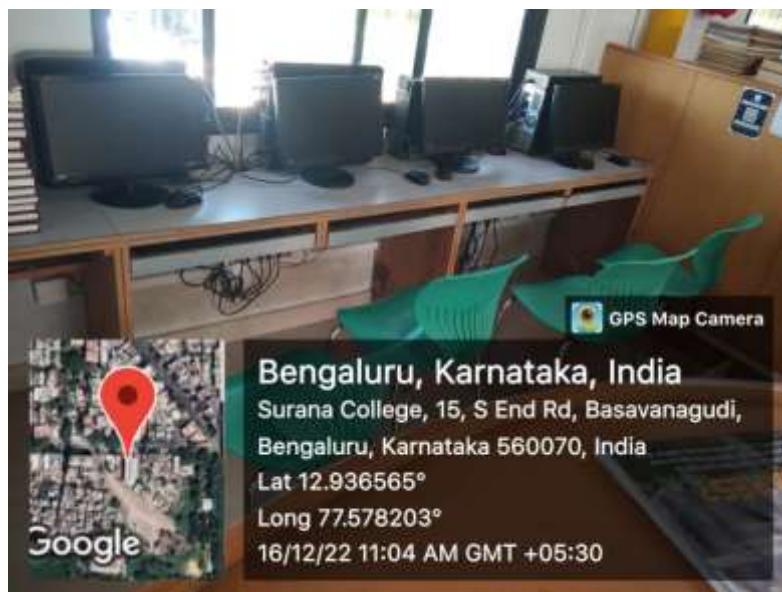 GPS Map Camera
Bengaluru, Karnataka, India
Surana College, 15, S End Rd, Basavanagudi,
Bengaluru, Karnataka 560070, India
Lat 12.936565°
Long 77.578203°
16/12/22 11:04 AM GMT +05:30
Google